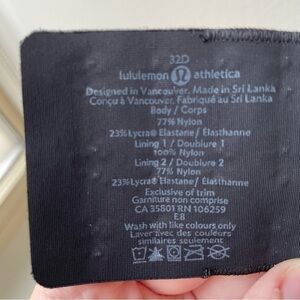 32D
lululemon athletica
Designed in Vancouver. Made in Sri Lanka
Conçu à Vancouver. Fabriqué au Sri Lanka
Body / Corps
77% Nylon
23% Lycra® Elastane / Élasthanne
Lining 1 / Doublure 1
100% Nylon
Lining 2 / Doublure 2
77% Nylon
23% Lycra® Elastane / Élasthanne
Exclusive of trim
Garniture non comprise
CA 35801 RN 106259
E8
Wash with like colours only
Laver avec des couleurs
similaires seulement